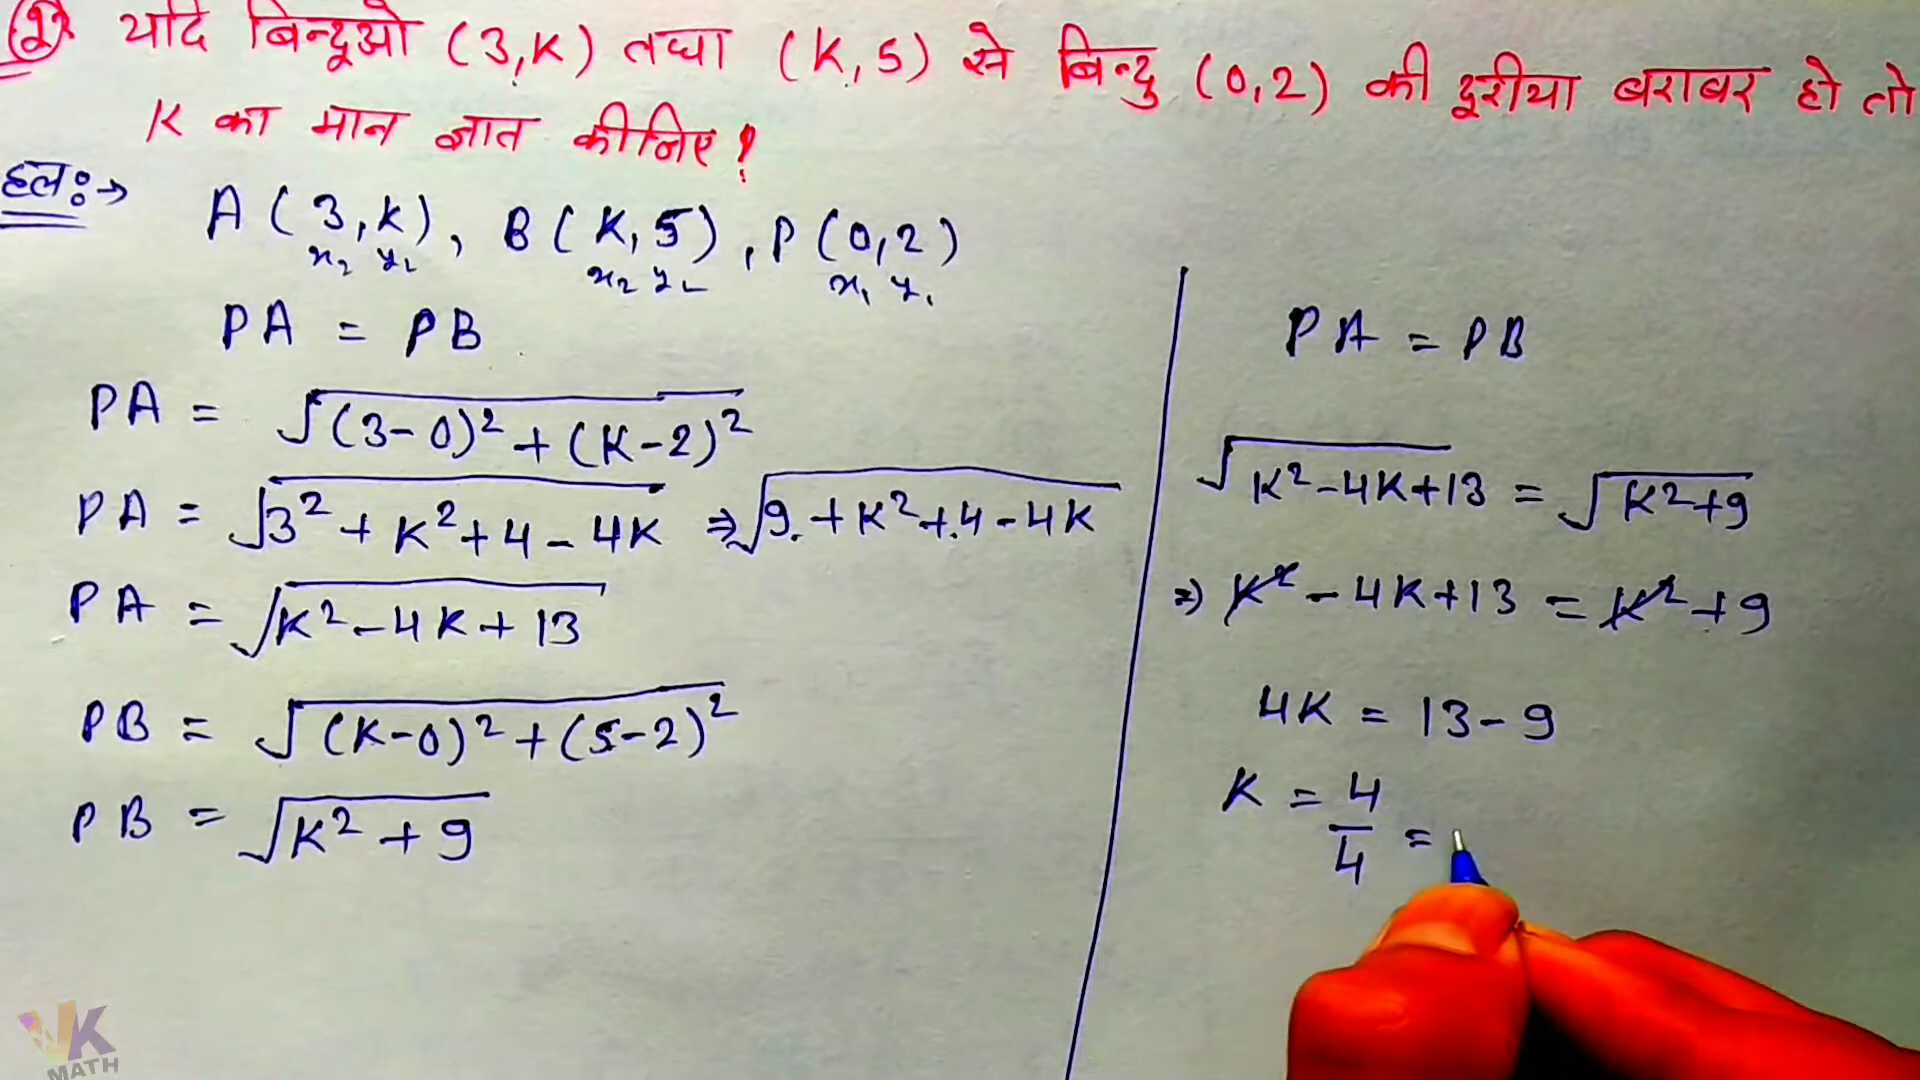 ② यदि बिन्दुओ (3,K) तथा (K,5) से बिन्दु (0,2) की दूरीया बराबर हो तो
K का मान ज्ञात कीजिए?
हलः→
A (3,K), B (K,5), P (0,2)
x₂ y₂ x₂ y₂ x₁ y₁
PA = PB
PA = √(3-0)² + (K-2)²
PA = √3² + K² + 4 - 4K ⇒ √9 + K² + 4 - 4K
PA = √K² - 4K + 13
PB = √(K-0)² + (5-2)²
PB = √K² + 9
PA = PB
√K² - 4K + 13 = √K² + 9
⇒ K² - 4K + 13 = K² + 9
4K = 13 - 9
K = 4/4 =
VK
MATH